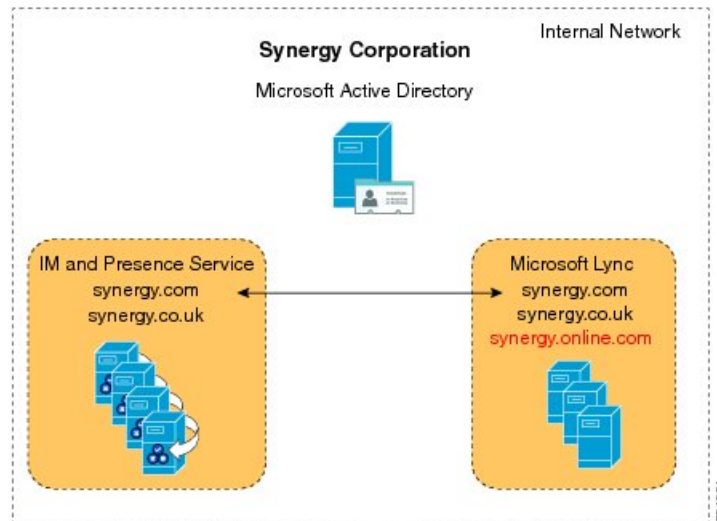 Internal Network
Synergy Corporation
Microsoft Active Directory
IM and Presence Service
synergy.com
synergy.co.uk
Microsoft Lync
synergy.com
synergy.co.uk
synergy.online.com